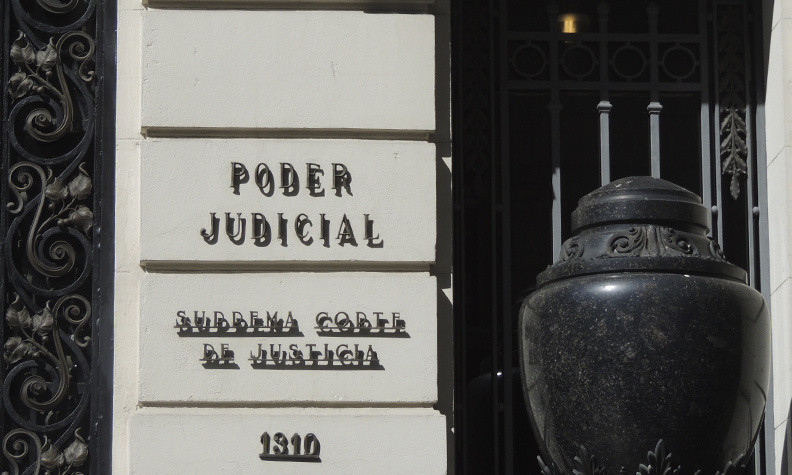 PODER
JUDICIAL
SUPREMA CORTE
DE JUSTICIA
1310